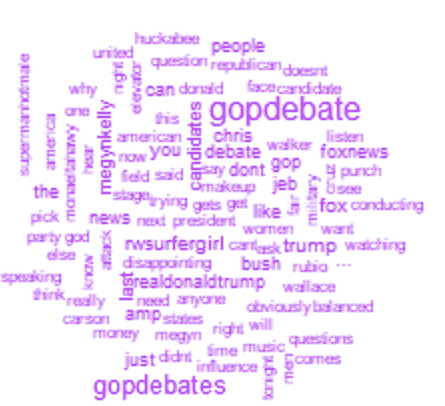 huckabee
united people
question republican doesnt
supermanhotmale why right elevator can donald face candidate
gopdebate
america one megynkelly this candidates
american chris walker listen
hear now you debate foxnews
field said say dont gop cruz punch
the stage trying makeup jeb military see
gets get like fair fox conducting
pick news next president
women want
party god attack rwsurfergirl cant ask trump watching
else know disappointing bush rubio ...
speaking last realdonaldtrump wallace
think really need anyone
carson amp states obviously balanced
money megyn right will
just didnt time music questions
influence tonight men comes
gopdebates